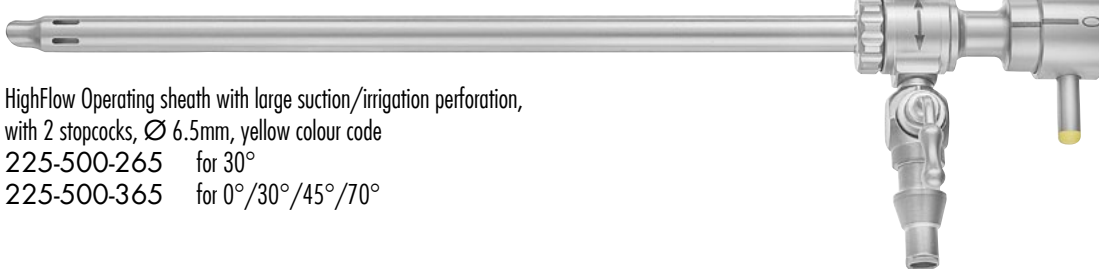 HighFlow Operating sheath with large suction/irrigation perforation,
with 2 stopcocks, Ø 6.5mm, yellow colour code
225-500-265 for 30°
225-500-365 for 0°/30°/45°/70°